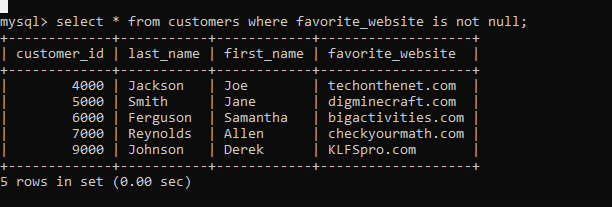 mysql> select * from customers where favorite_website is not null;
+-------------+-----------+------------+--------------------+
| customer_id | last_name | first_name | favorite_website   |
+-------------+-----------+------------+--------------------+
|        4000 | Jackson   | Joe        | techonthenet.com   |
|        5000 | Smith     | Jane       | digminecraft.com   |
|        6000 | Ferguson  | Samantha   | bigactivities.com  |
|        7000 | Reynolds  | Allen      | checkyourmath.com  |
|        9000 | Johnson   | Derek      | KLFSpro.com        |
+-------------+-----------+------------+--------------------+
5 rows in set (0.00 sec)